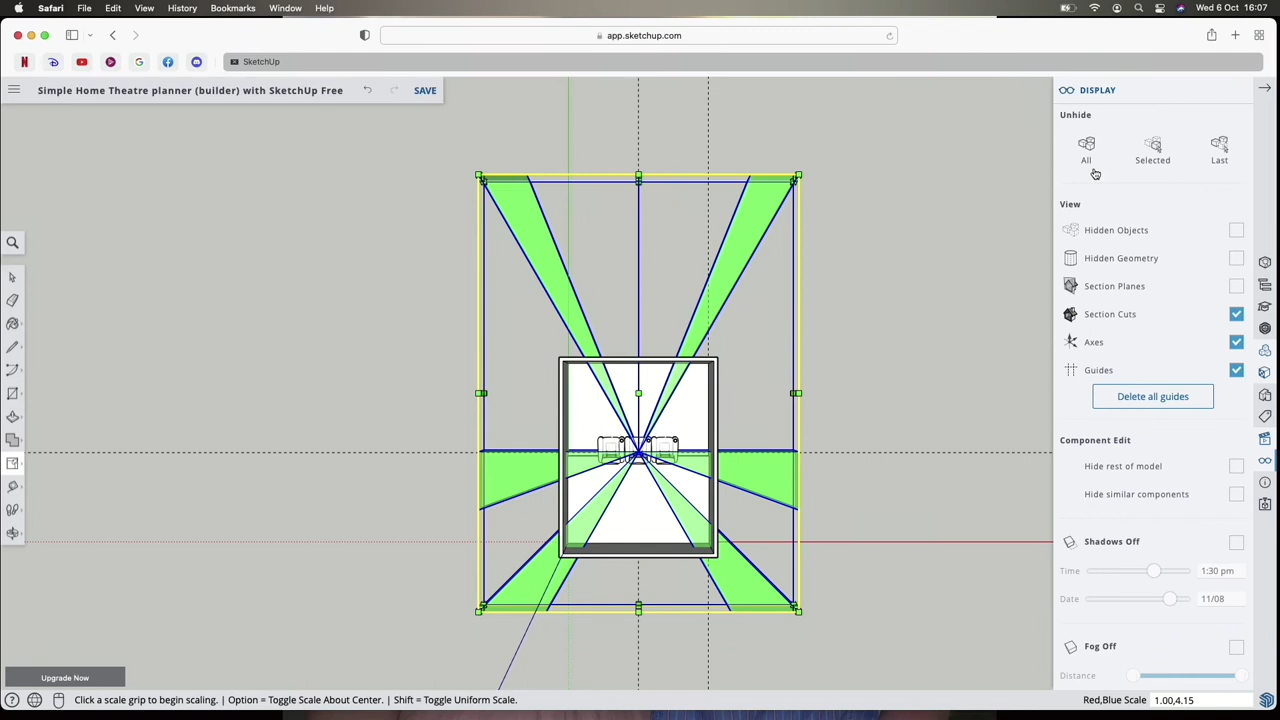 Safari File Edit View History Bookmarks Window Help Wed 6 Oct 16:07
app.sketchup.com
SketchUp
Simple Home Theatre planner (builder) with SketchUp Free SAVE
DISPLAY
Unhide
All Selected Last
View
Hidden Objects
Hidden Geometry
Section Planes
Section Cuts
Axes
Guides
Delete all guides
Component Edit
Hide rest of model
Hide similar components
Shadows Off
Time 1:30 pm
Date 11/08
Fog Off
Distance
Upgrade Now
Click a scale grip to begin scaling. | Option = Toggle Scale About Center. | Shift = Toggle Uniform Scale. Red,Blue Scale 1.00,4.15